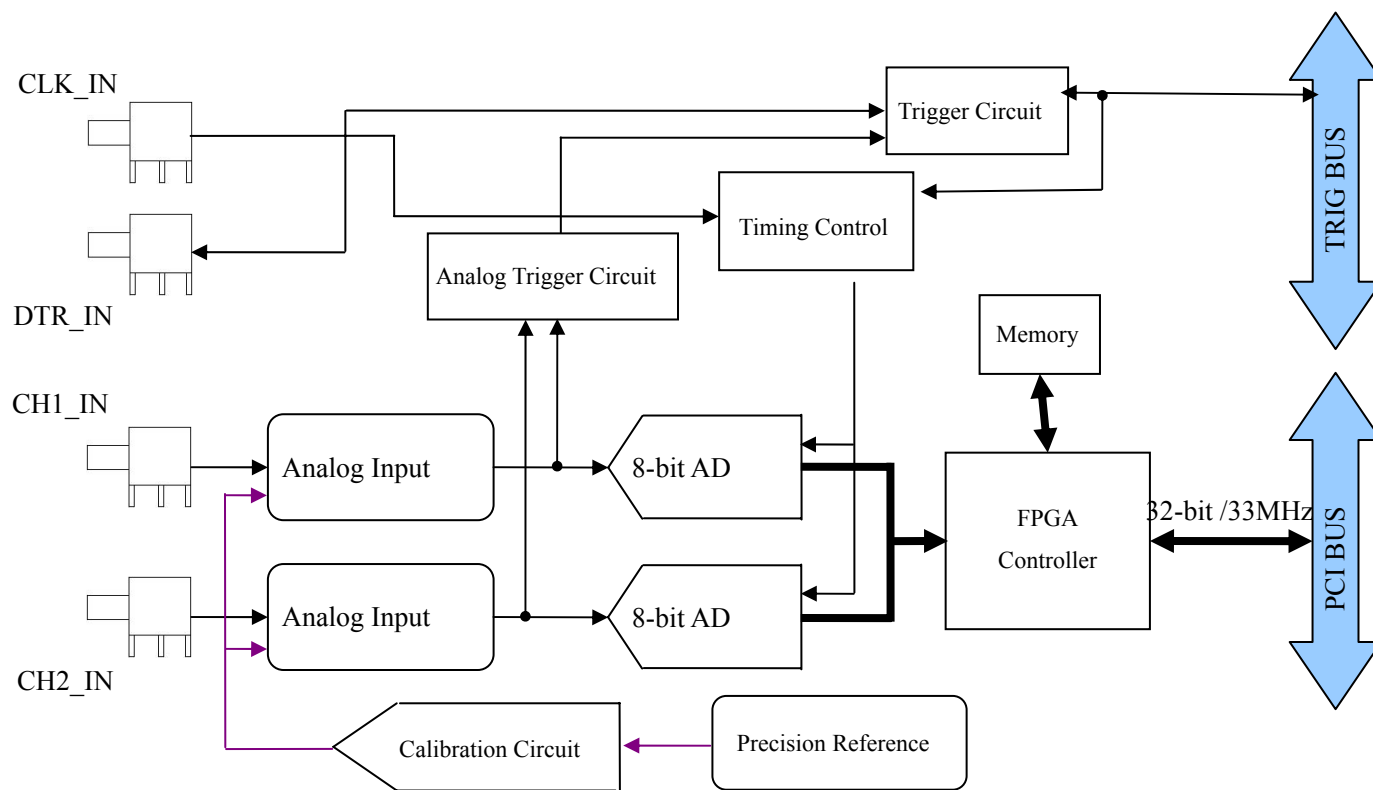 CLK_IN
Trigger Circuit
TRIG BUS
Timing Control
Analog Trigger Circuit
DTR_IN
Memory
CH1_IN
Analog Input
8-bit AD
FPGA
Controller
32-bit /33MHz
PCI BUS
Analog Input
8-bit AD
CH2_IN
Calibration Circuit
Precision Reference